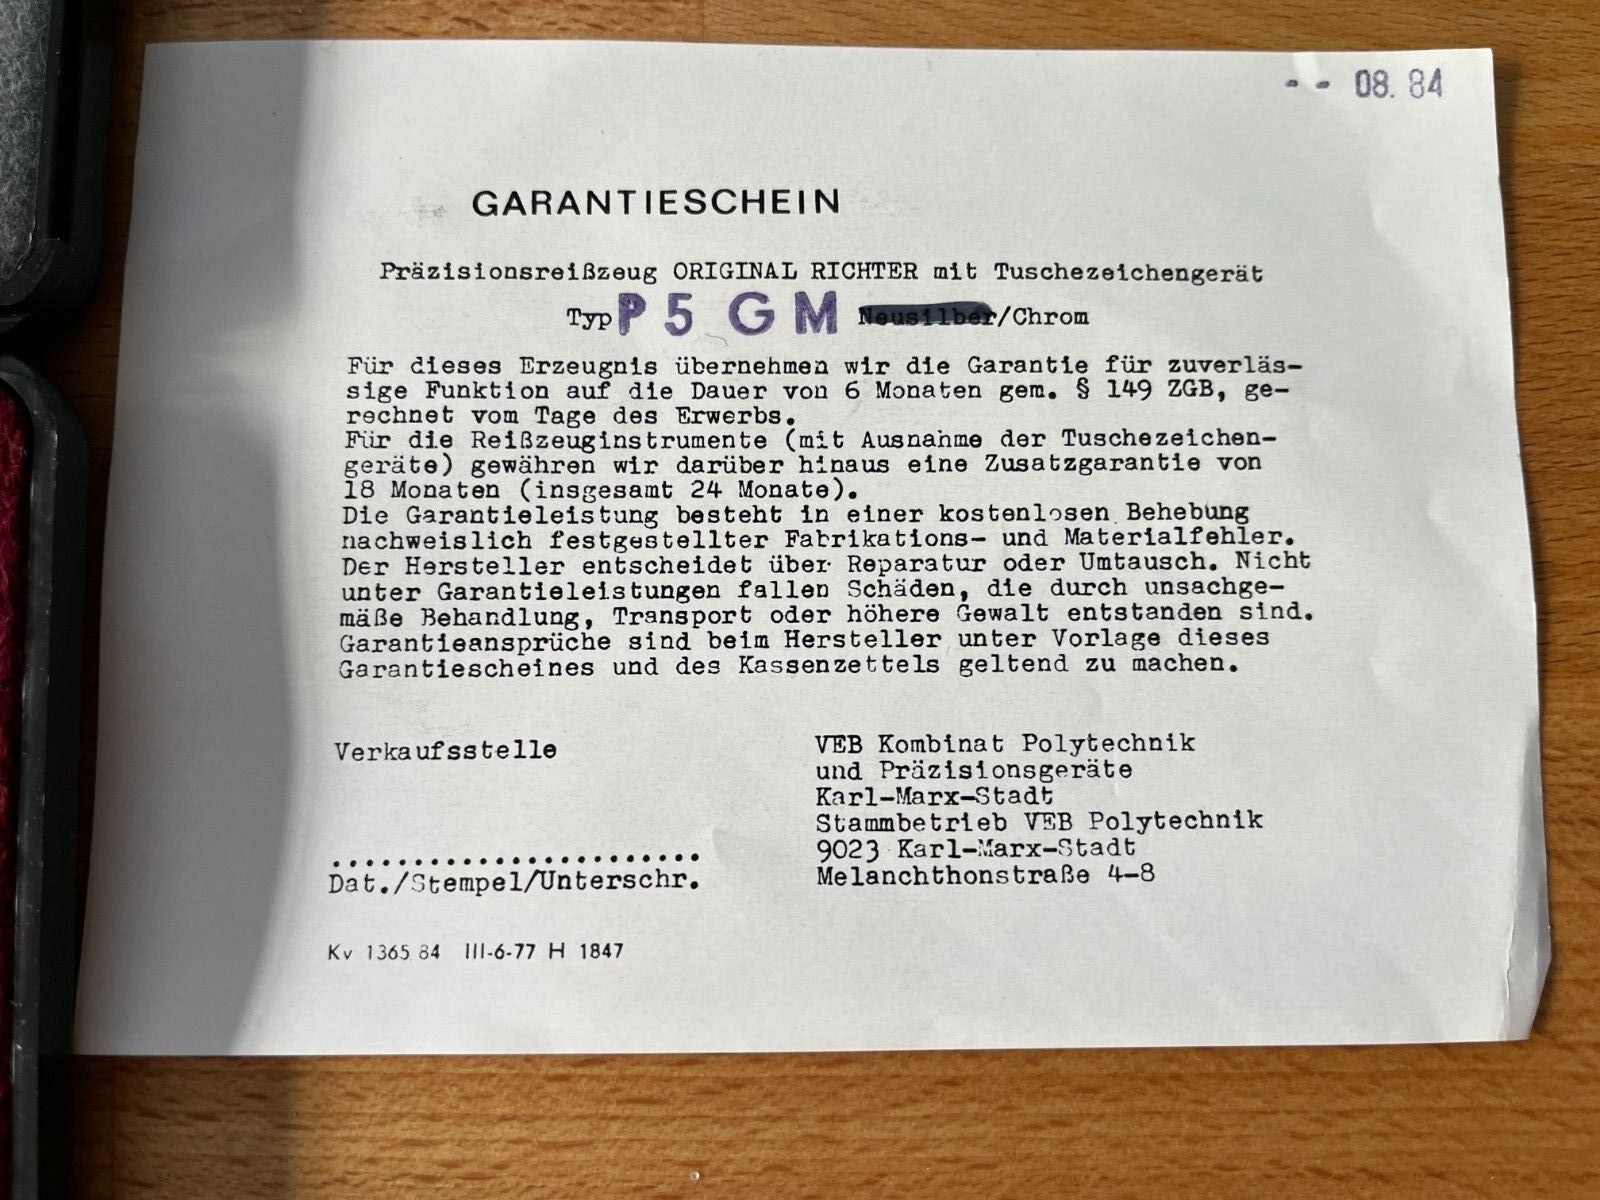 - - 08. 84
GARANTIESCHEIN
Präzisionsreißzeug ORIGINAL RICHTER mit Tuschezeichengerät
Typ P 5 G M Neusilber/Chrom
Für dieses Erzeugnis übernehmen wir die Garantie für zuverläs-
sige Funktion auf die Dauer von 6 Monaten gem. § 149 ZGB, ge-
rechnet vom Tage des Erwerbs.
Für die Reißzeuginstrumente (mit Ausnahme der Tuschezeichen-
geräte) gewähren wir darüber hinaus eine Zusatzgarantie von
18 Monaten (insgesamt 24 Monate).
Die Garantieleistung besteht in einer kostenlosen Behebung
nachweislich festgestellter Fabrikations- und Materialfehler.
Der Hersteller entscheidet über Reparatur oder Umtausch. Nicht
unter Garantieleistungen fallen Schäden, die durch unsachge-
mäße Behandlung, Transport oder höhere Gewalt entstanden sind.
Garantieansprüche sind beim Hersteller unter Vorlage dieses
Garantiescheines und des Kassenzettels geltend zu machen.
Verkaufsstelle
.......................
Dat./Stempel/Unterschr.
VEB Kombinat Polytechnik
und Präzisionsgeräte
Karl-Marx-Stadt
Stammbetrieb VEB Polytechnik
9023 Karl-Marx-Stadt
Melanchthonstraße 4-8
Kv 1365 84 III-6-77 H 1847